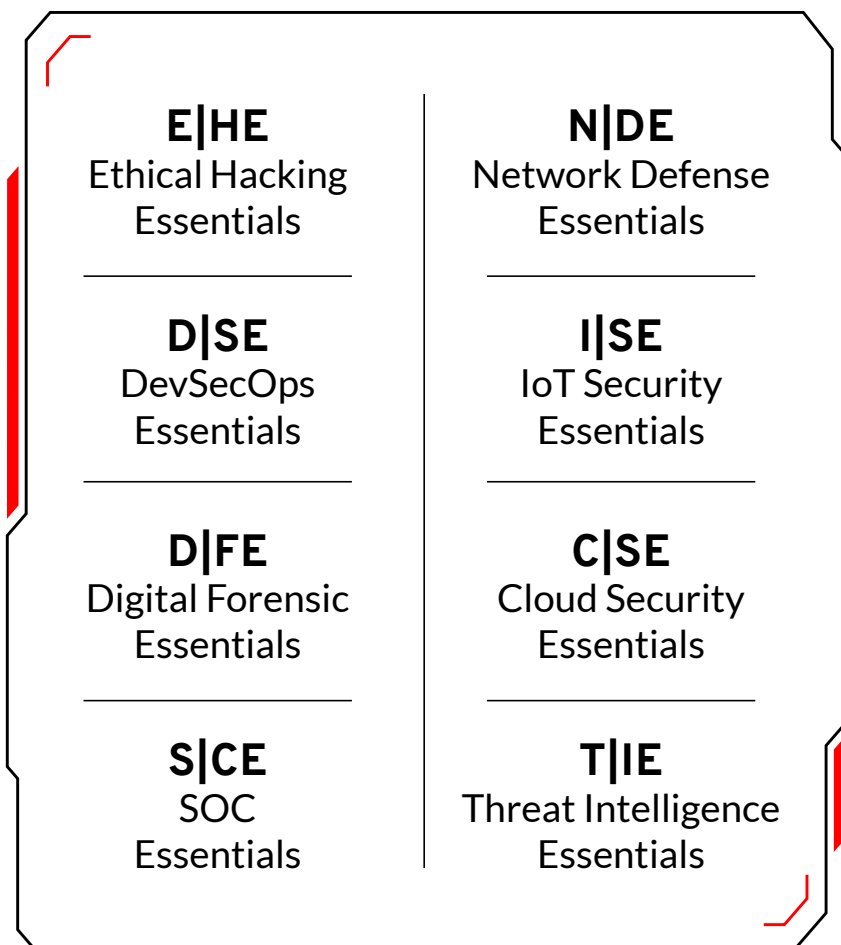 E|HE
Ethical Hacking
Essentials
N|DE
Network Defense
Essentials
D|SE
DevSecOps
Essentials
I|SE
IoT Security
Essentials
D|FE
Digital Forensic
Essentials
C|SE
Cloud Security
Essentials
S|CE
SOC
Essentials
T|IE
Threat Intelligence
Essentials